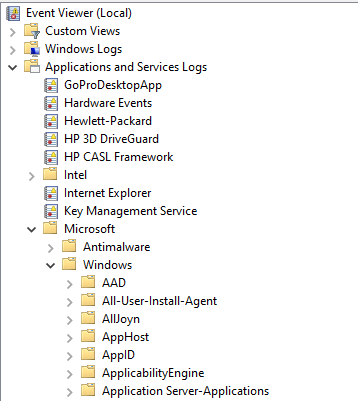 Event Viewer (Local)
Custom Views
Windows Logs
Applications and Services Logs
GoProDesktopApp
Hardware Events
Hewlett-Packard
HP 3D DriveGuard
HP CASL Framework
Intel
Internet Explorer
Key Management Service
Microsoft
Antimalware
Windows
AAD
All-User-Install-Agent
AllJoyn
AppHost
AppID
ApplicabilityEngine
Application Server-Applications